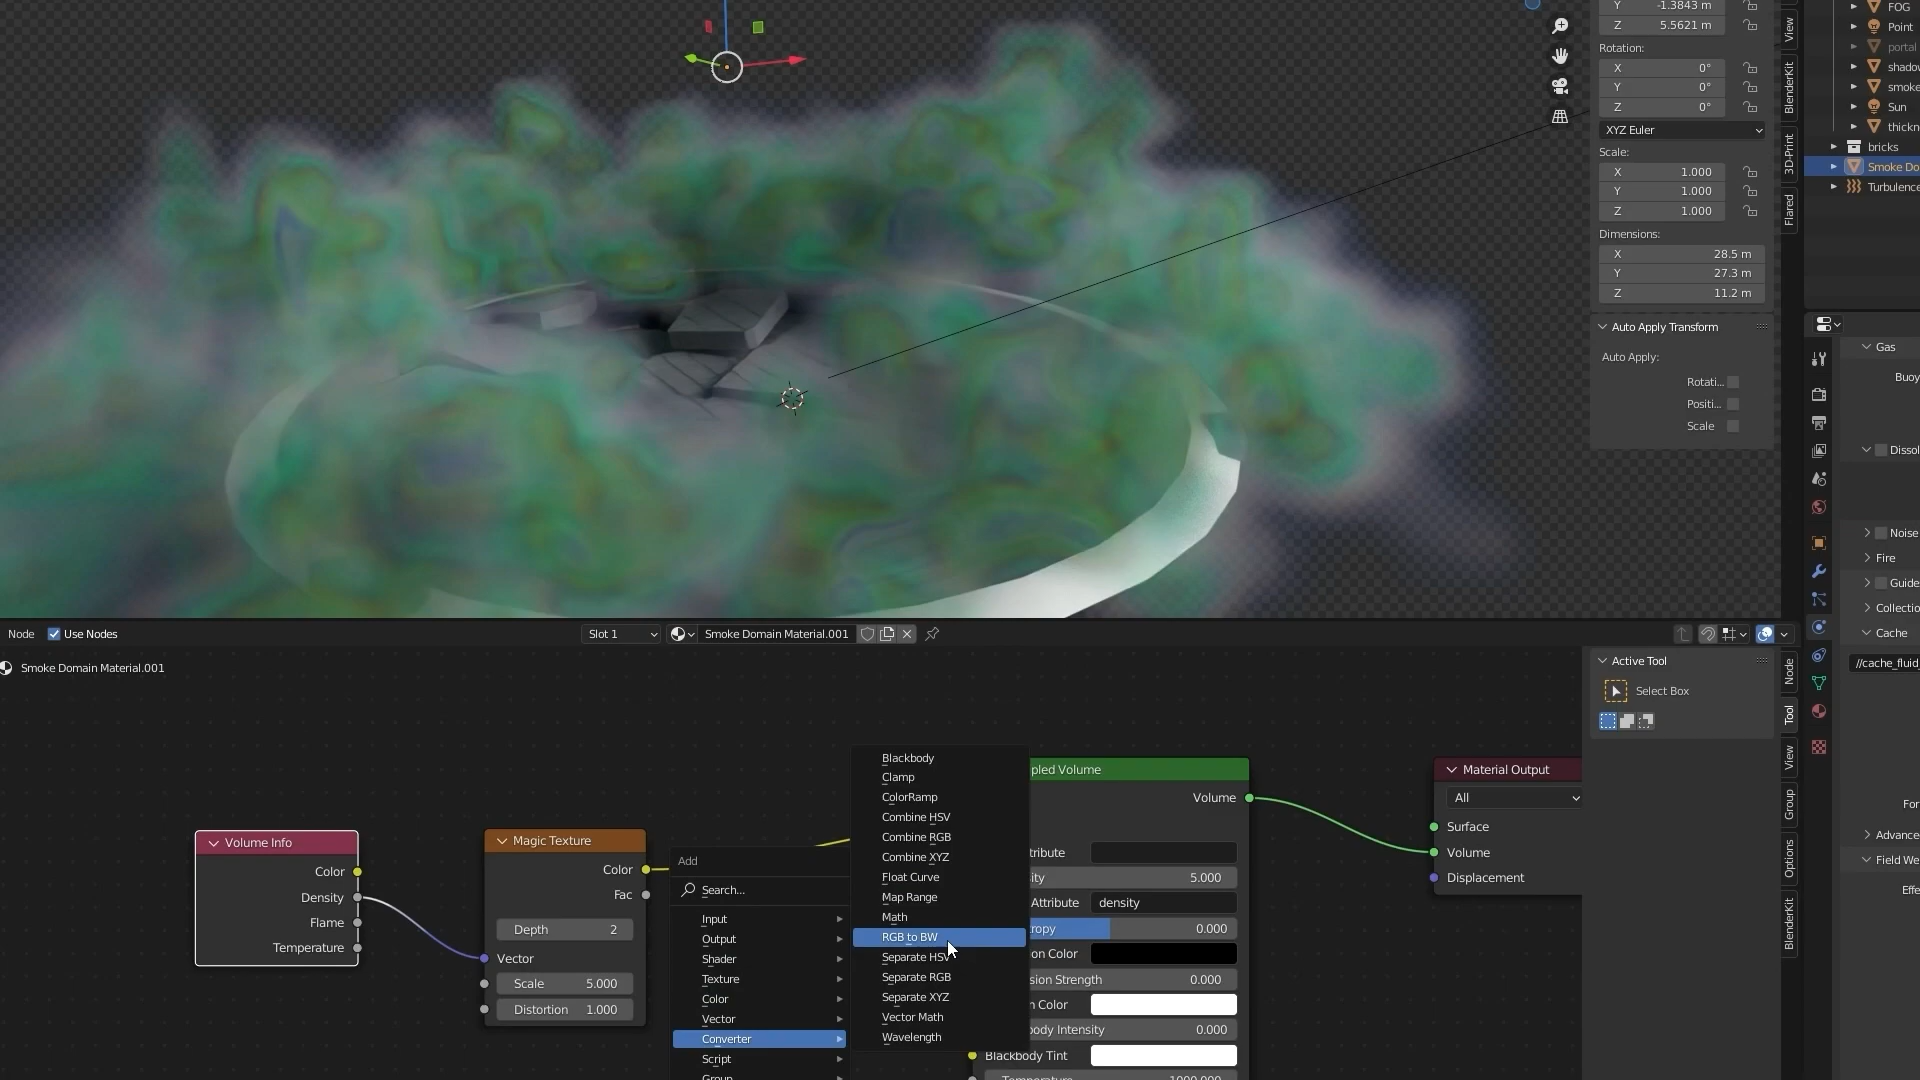 Y -1.3843 m
Z 5.5621 m
Rotation:
X 0°
Y 0°
Z 0°
XYZ Euler
Scale:
X 1.000
Y 1.000
Z 1.000
Dimensions:
X 28.5 m
Y 27.3 m
Z 11.2 m
Auto Apply Transform
Auto Apply:
Rotati...
Positi...
Scale
View
BlenderKit
3D-Print
Flared
FOG
Point
portal
shadov
smoke
Sun
thickn
bricks
Smoke Do
Turbulence
Gas
Buoy
Dissol
Noise
Fire
Guide
Collectio
Cache
//cache_fluid_
For
Advance
Field We
Effe
Node
Use Nodes
Slot 1
Smoke Domain Material.001
Smoke Domain Material.001
Active Tool
Select Box
Node
Tool
View
Group
Options
BlenderKit
Volume Info
Color
Density
Flame
Temperature
Magic Texture
Color
Fac
Depth 2
Vector
Scale 5.000
Distortion 1.000
Add
Search...
Input
Output
Shader
Texture
Color
Vector
Converter
Script
Group
Blackbody
Clamp
ColorRamp
Combine HSV
Combine RGB
Combine XYZ
Float Curve
Map Range
Math
RGB to BW
Separate HSV
Separate RGB
Separate XYZ
Vector Math
Wavelength
pled Volume
Volume
tribute
ity 5.000
Attribute density
ropy 0.000
on Color
sion Strength 0.000
n Color
ody Intensity 0.000
Blackbody Tint
Temperature 1000.000
Material Output
All
Surface
Volume
Displacement